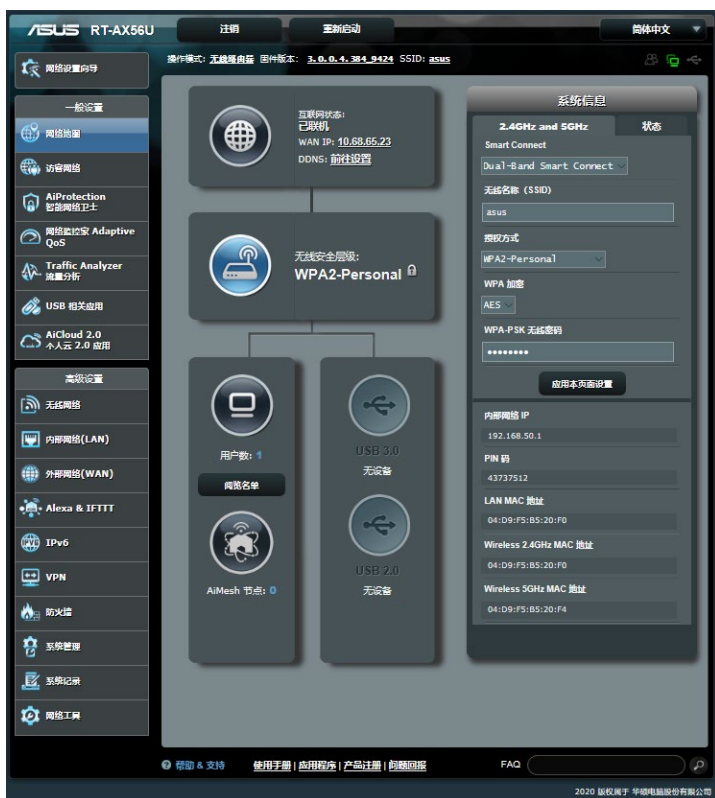 ASUS RT-AX56U 注销 重新启动 简体中文
操作模式: 无线路由器 固件版本: 3.0.0.4.384_9424 SSID: asus
网络设置向导
一般设置
网络地图
访客网络
AiProtection
智能网络卫士
网络监控家 Adaptive
QoS
Traffic Analyzer
流量分析
USB 相关应用
AiCloud 2.0
个人云 2.0 应用
高级设置
无线网络
内部网络(LAN)
外部网络(WAN)
Alexa & IFTTT
IPv6
VPN
防火墙
系统管理
系统记录
网络工具
互联网状态:
已联机
WAN IP: 10.68.65.23
DDNS: 前往设置
无线安全层级:
WPA2-Personal
用户数: 1
阅览名单
AiMesh 节点: 0
USB 3.0
无设备
USB 2.0
无设备
系统信息
2.4GHz and 5GHz 状态
Smart Connect
Dual-Band Smart Connect
无线名称 (SSID)
asus
授权方式
WPA2-Personal
WPA 加密
AES
WPA-PSK 无线密码
••••••••
应用本页面设置
内部网络 IP
192.168.50.1
PIN 码
43737512
LAN MAC 地址
04:D9:F5:B5:20:F0
Wireless 2.4GHz MAC 地址
04:D9:F5:B5:20:F0
Wireless 5GHz MAC 地址
04:D9:F5:B5:20:F4
帮助 & 支持 使用手册 | 应用程序 | 产品注册 | 问题回报 FAQ
2020 版权属于 华硕电脑股份有限公司